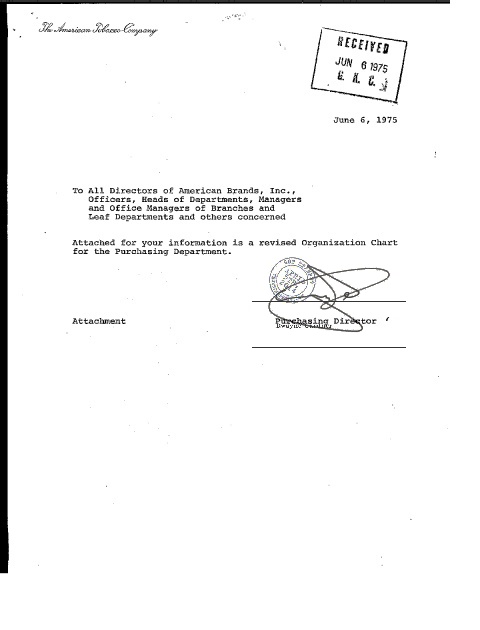 The American Tobacco Company
RECEIVED
JUN 6 1975
June 6, 1975
To All Directors of American Brands, Inc.,
Officers, Heads of Departments, Managers
and Office Managers of Branches and
Leaf Departments and others concerned
Attached for your information is a revised Organization Chart
for the Purchasing Department.
Attachment
Purchasing Director